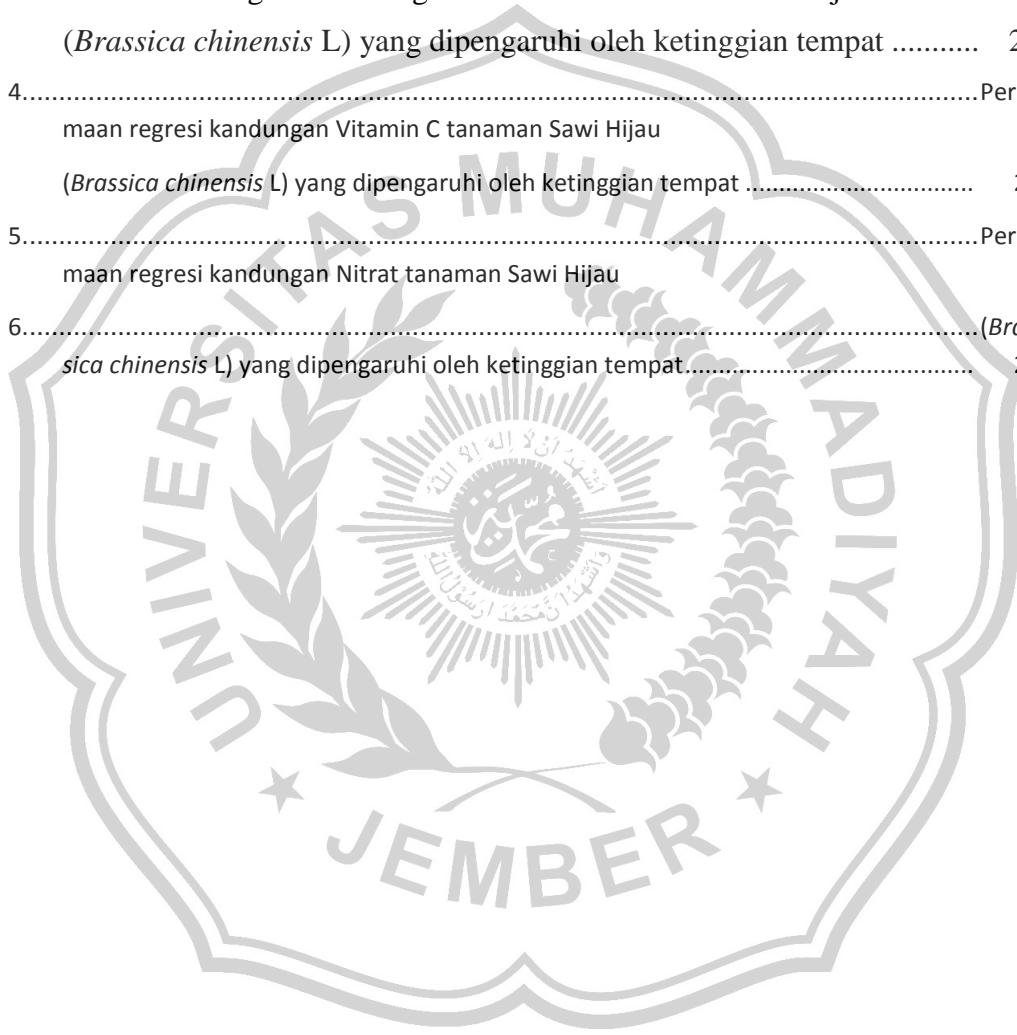 (Brassica chinensis L) yang dipengaruhi oleh ketinggian tempat ........... 2
4.......................................................................................................................Per
maan regresi kandungan Vitamin C tanaman Sawi Hijau
(Brassica chinensis L) yang dipengaruhi oleh ketinggian tempat ..................................
5.......................................................................................................................Per
maan regresi kandungan Nitrat tanaman Sawi Hijau
6.......................................................................................................................(Bra
sica chinensis L) yang dipengaruhi oleh ketinggian tempat...........................................
UNIVERSITAS MUHAMMADIYAH
JEMBER